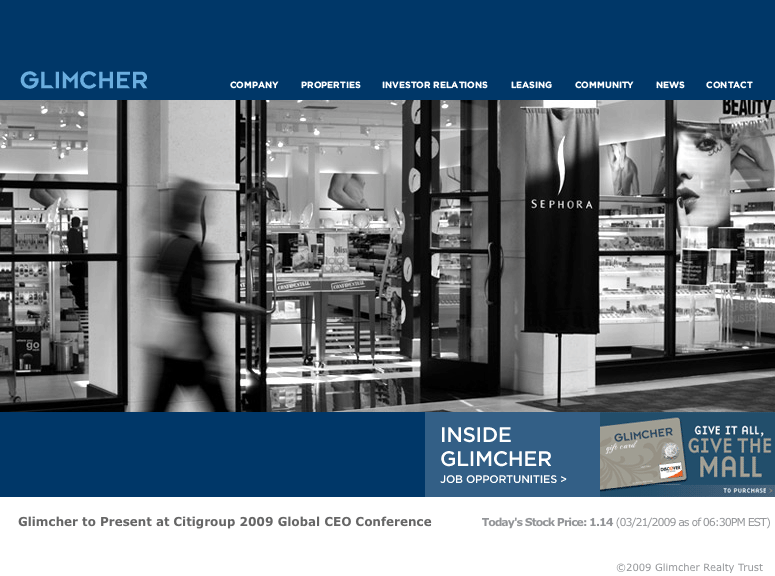 GLIMCHER
COMPANY PROPERTIES INVESTOR RELATIONS LEASING COMMUNITY NEWS CONTACT
BEAUTY
SEPHORA
bliss
CONFIDENTIAL
CONFIDENTIAL
go
INSIDE
GLIMCHER
JOB OPPORTUNITIES >
GLIMCHER
gift card
DISCOVER
GIVE IT ALL,
GIVE THE
MALL
TO PURCHASE >
Glimcher to Present at Citigroup 2009 Global CEO Conference
Today's Stock Price: 1.14 (03/21/2009 as of 06:30PM EST)
©2009 Glimcher Realty Trust